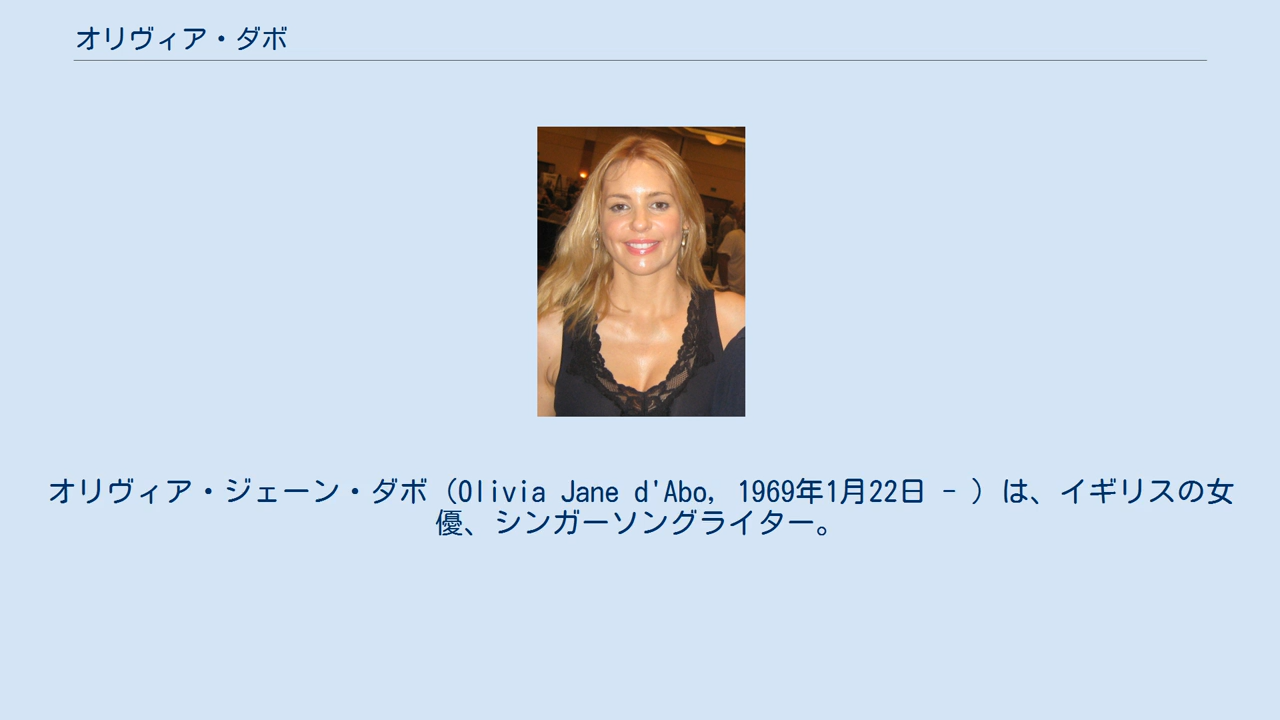 オリヴィア・ダボ
オリヴィア・ジェーン・ダボ（Olivia Jane d'Abo, 1969年1月22日 - ）は、イギリスの女
優、シンガーソングライター。